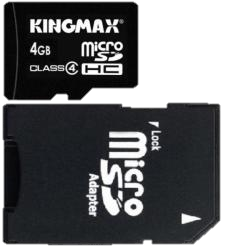 KINGMAX
4GB micro
SD
CLASS 4 HC
Lock
micro
SD
Adapter